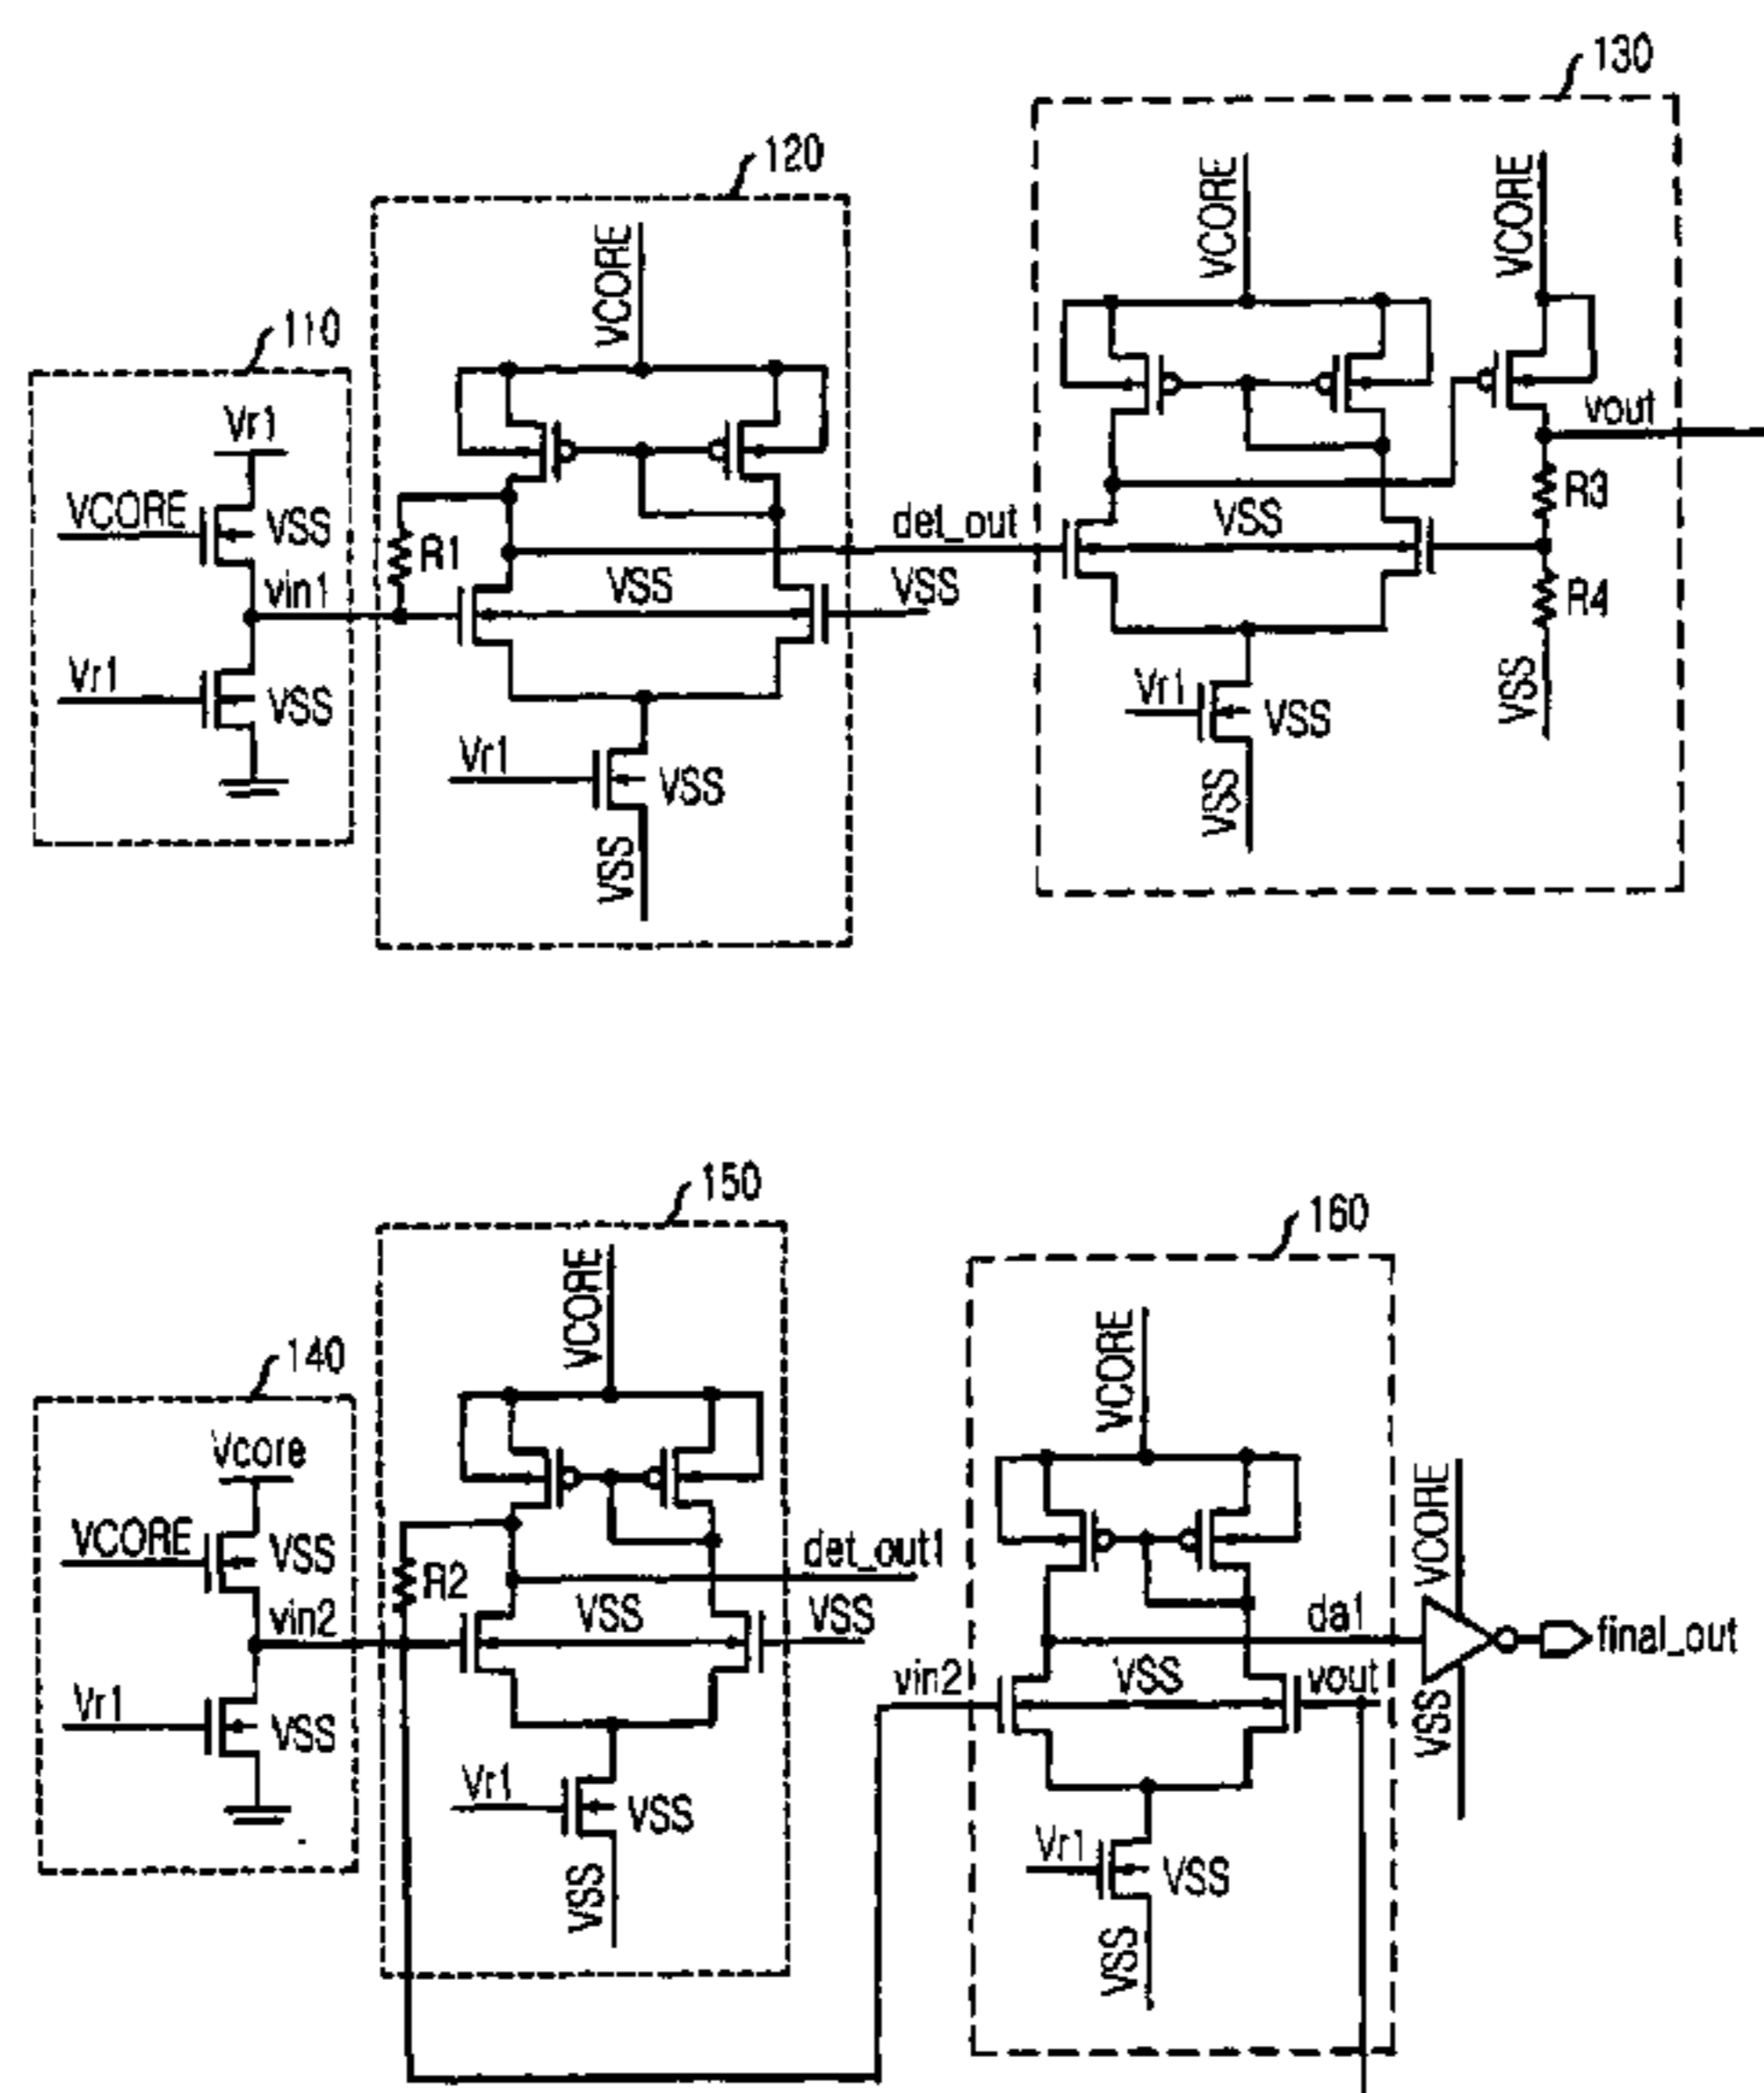 130
120
VCORE
VCORE
VCORE
110
Vr1
vout
VCORE
VSS
R3
det_out
VSS
R1
vin1
VSS
VSS
R4
Vr1
VSS
Vr1
VSS
VSS
Vr1
VSS
VSS
VSS
150
160
VCORE
140
VCORE
Vcore
VCORE
VCORE
VSS
det_out1
R2
VSS
VSS
da1
final_out
vin2
vin2
VSS
vout
Vr1
VSS
VSS
Vr1
VSS
Vr1
VSS
VSS
VSS